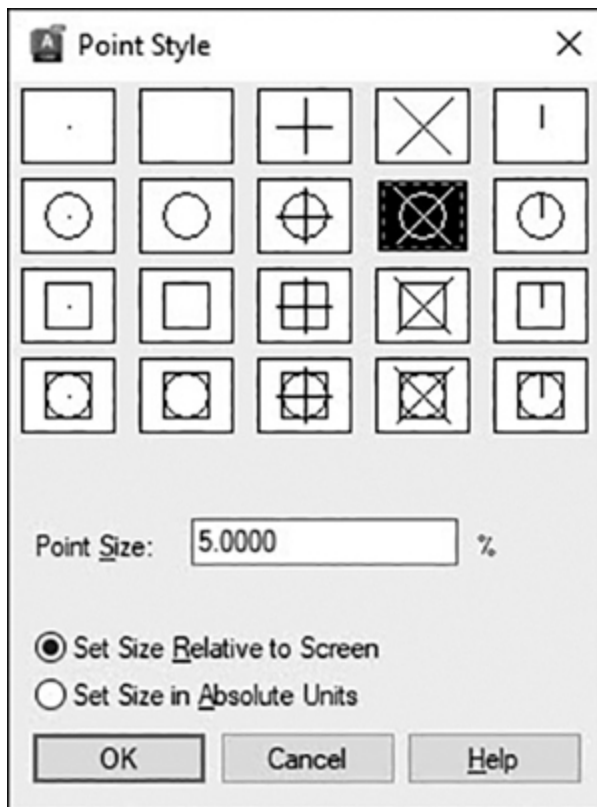 Point Style
Point Size: 5.0000 %
Set Size Relative to Screen
Set Size in Absolute Units
OK Cancel Help